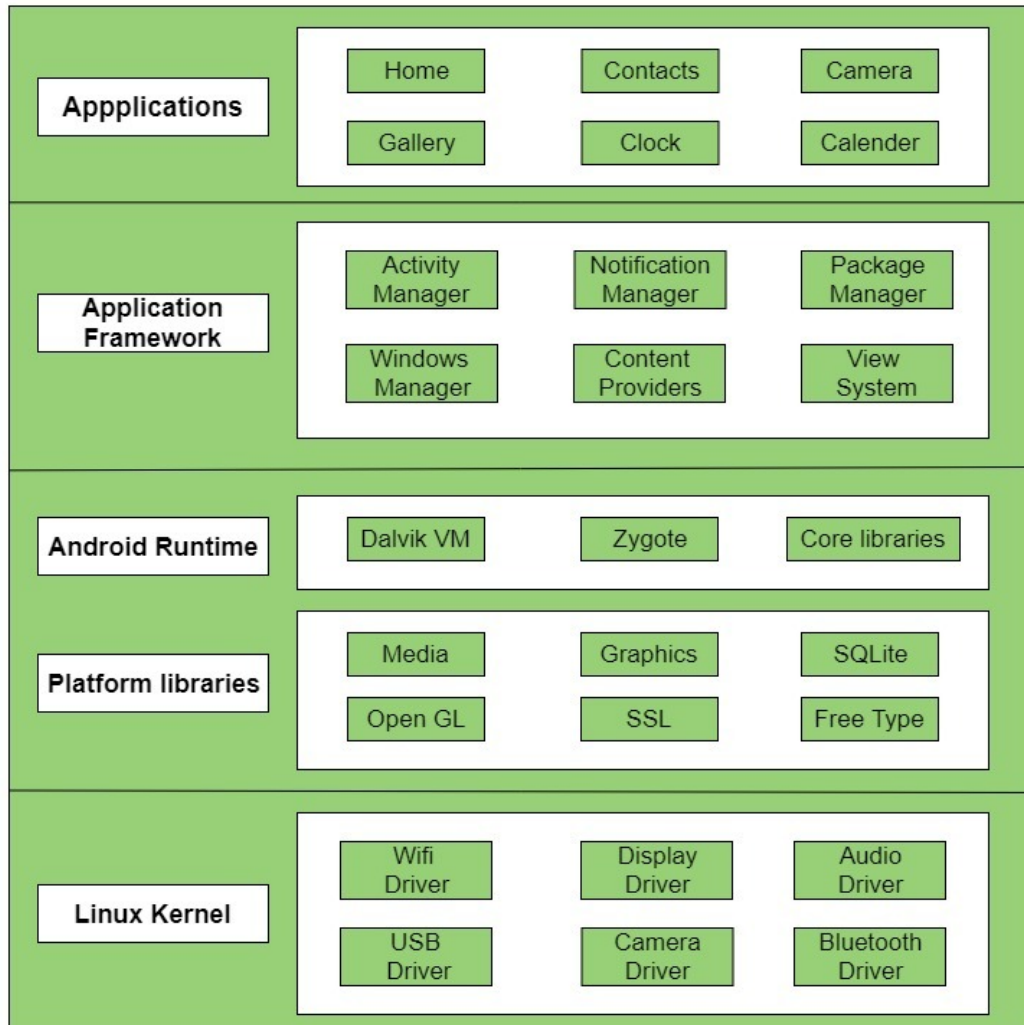 Appplications
Home
Contacts
Camera
Gallery
Clock
Calender
Application
Framework
Activity
Manager
Notification
Manager
Package
Manager
Windows
Manager
Content
Providers
View
System
Android Runtime
Dalvik VM
Zygote
Core libraries
Platform libraries
Media
Graphics
SQLite
Open GL
SSL
Free Type
Linux Kernel
Wifi
Driver
Display
Driver
Audio
Driver
USB
Driver
Camera
Driver
Bluetooth
Driver